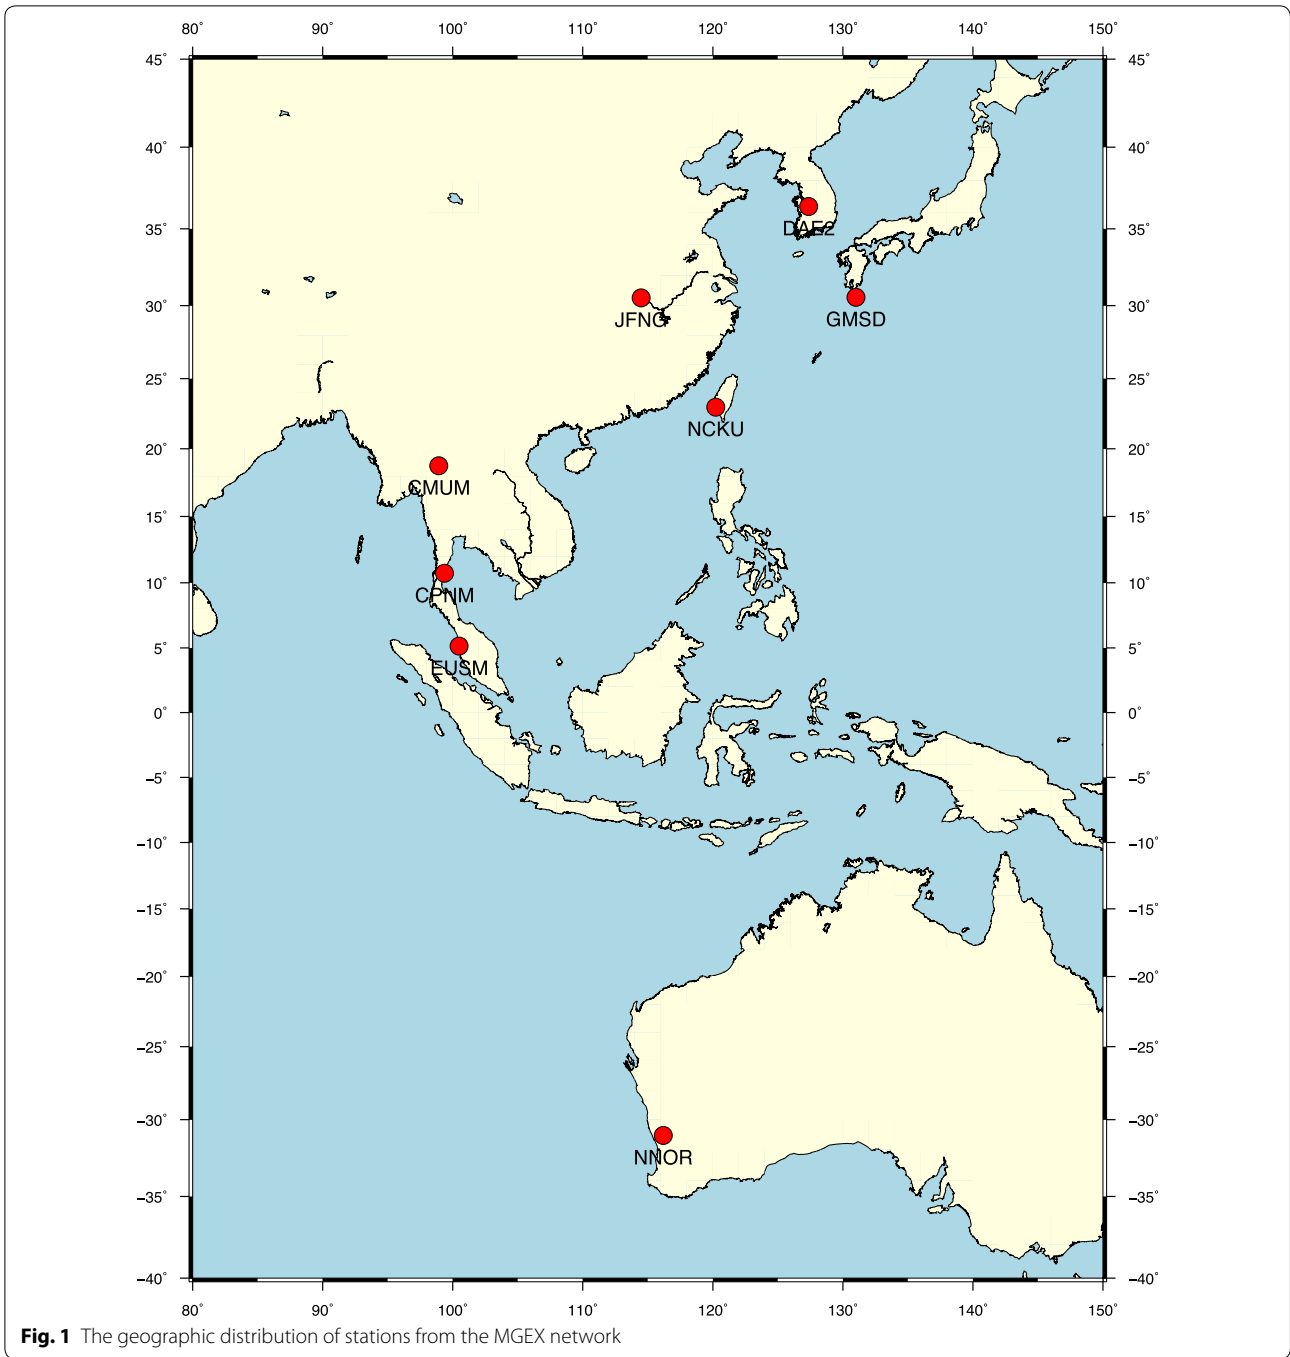 80° 90° 100° 110° 120° 130° 140° 150°
45° 45°
40° 40°
DAE2
35° 35°
30° 30°
JFNG GMSD
25° 25°
NCKU
20° 20°
CMUM
15° 15°
10° 10°
CPNM
5° 5°
EUSM
0° 0°
−5° −5°
−10° −10°
−15° −15°
−20° −20°
−25° −25°
−30° −30°
NNOR
−35° −35°
−40° −40°
80° 90° 100° 110° 120° 130° 140° 150°
Fig. 1 The geographic distribution of stations from the MGEX network